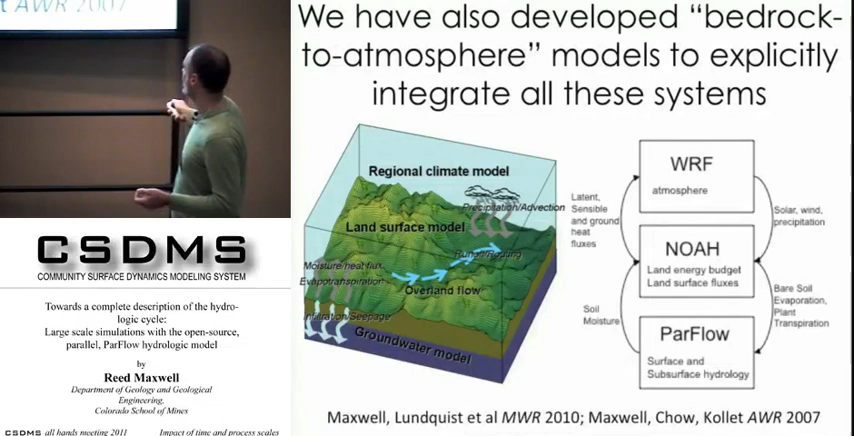 t AWR 2007
CSDMS
COMMUNITY SURFACE DYNAMICS MODELING SYSTEM
Towards a complete description of the hydro-
logic cycle:
Large scale simulations with the open-source,
parallel, ParFlow hydrologic model
by
Reed Maxwell
Department of Geology and Geological
Engineering,
Colorado School of Mines
CSDMS all hands meeting 2011 Impact of time and process scales
We have also developed “bedrock-
to-atmosphere” models to explicitly
integrate all these systems
Regional climate model
Precipitation/Advection
Land surface model
Runoff/Routing
Moisture/heat flux
Evapotranspiration
Overland flow
Infiltration/Seepage
Groundwater model
Latent,
Sensible
and ground
heat
fluxes
Soil
Moisture
WRF
atmosphere
NOAH
Land energy budget
Land surface fluxes
ParFlow
Surface and
Subsurface hydrology
Solar, wind,
precipitation
Bare Soil
Evaporation,
Plant
Transpiration
Maxwell, Lundquist et al MWR 2010; Maxwell, Chow, Kollet AWR 2007